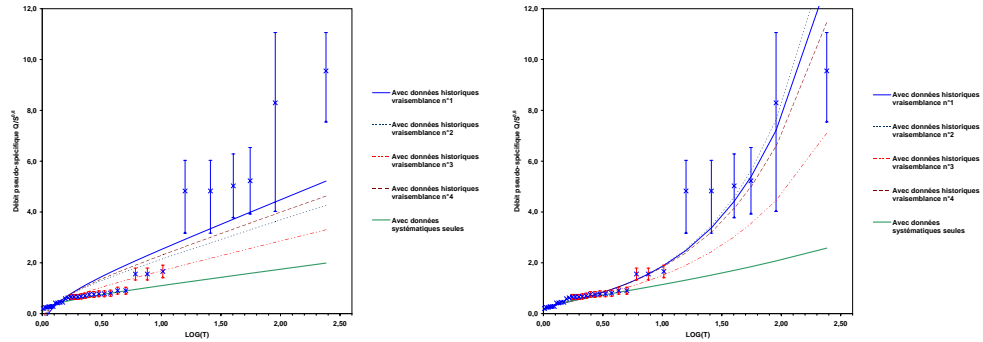 12,0
10,0
8,0
6,0
4,0
2,0
0,0
Débit pseudo-spécifique Q/S^0,8
0,00 0,50 1,00 1,50 2,00 2,50
LOG(T)
Avec données historiques
vraisemblance n°1
Avec données historiques
vraisemblance n°2
Avec données historiques
vraisemblance n°3
Avec données historiques
vraisemblance n°4
Avec données
systématiques seules
12,0
10,0
8,0
6,0
4,0
2,0
0,0
Débit pseudo-spécifique Q/S^0,8
0,00 0,50 1,00 1,50 2,00 2,50
LOG(T)
Avec données historiques
vraisemblance n°1
Avec données historiques
vraisemblance n°2
Avec données historiques
vraisemblance n°3
Avec données historiques
vraisemblance n°4
Avec données
systématiques seules